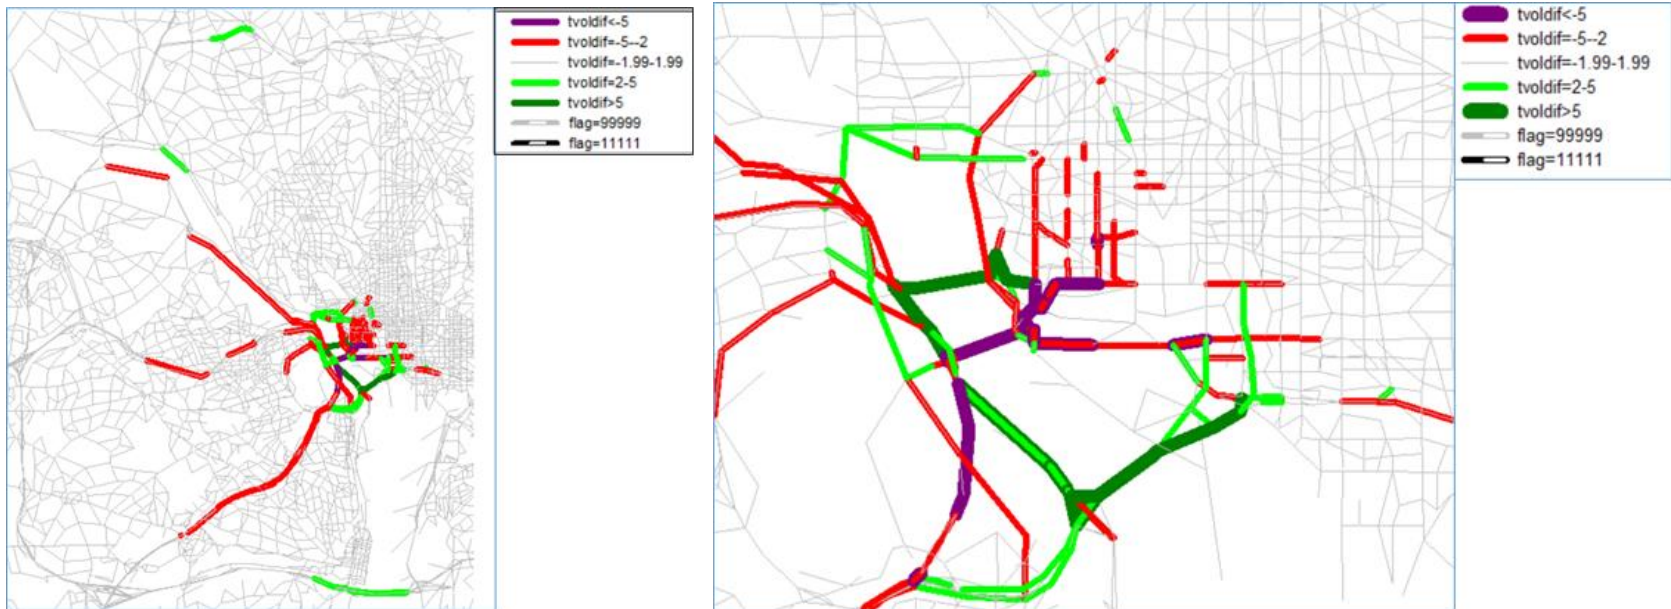 tvoldif<-5
tvoldif=-5--2
tvoldif=-1.99-1.99
tvoldif=2-5
tvoldif>5
flag=99999
flag=11111
tvoldif<-5
tvoldif=-5--2
tvoldif=-1.99-1.99
tvoldif=2-5
tvoldif>5
flag=99999
flag=11111